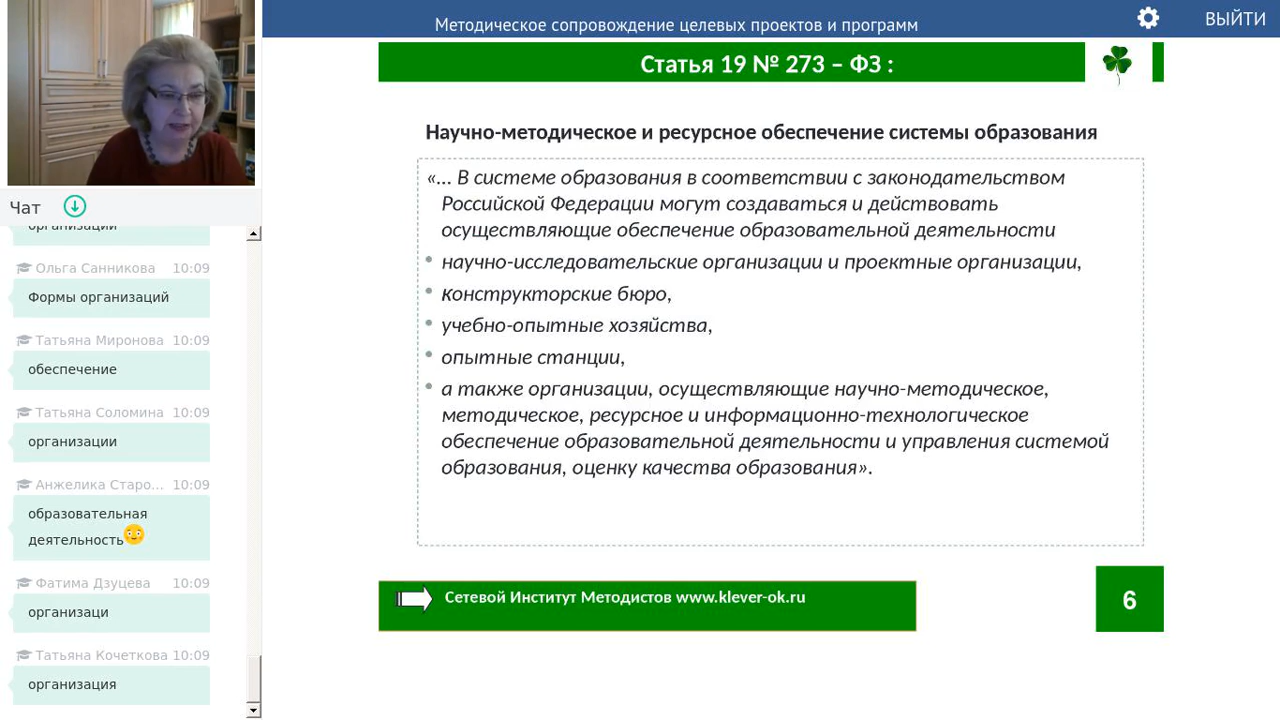 Методическое сопровождение целевых проектов и программ
ВЫЙТИ
Статья 19 № 273 – ФЗ :
Научно-методическое и ресурсное обеспечение системы образования
«... В системе образования в соответствии с законодательством
Российской Федерации могут создаваться и действовать
осуществляющие обеспечение образовательной деятельности
• научно-исследовательские организации и проектные организации,
• конструкторские бюро,
• учебно-опытные хозяйства,
• опытные станции,
• а также организации, осуществляющие научно-методическое,
методическое, ресурсное и информационно-технологическое
обеспечение образовательной деятельности и управления системой
образования, оценку качества образования».
Сетевой Институт Методистов www.klever-ok.ru
6
Чат
организации
Ольга Санникова 10:09
Формы организаций
Татьяна Миронова 10:09
обеспечение
Татьяна Соломина 10:09
организации
Анжелика Старо... 10:09
образовательная
деятельность
Фатима Дзуцева 10:09
организаци
Татьяна Кочеткова 10:09
организация